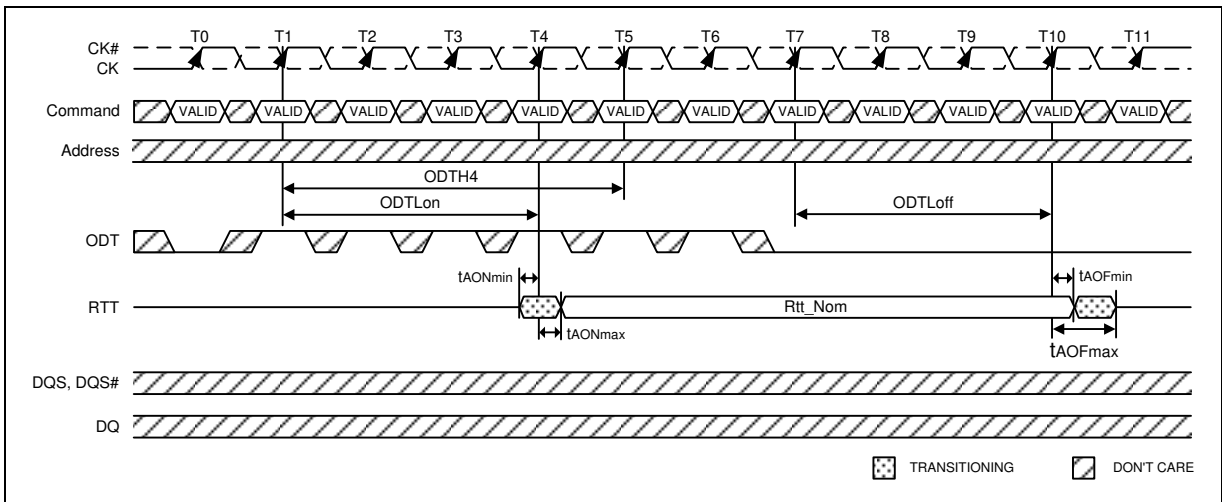 T0 T1 T2 T3 T4 T5 T6 T7 T8 T9 T10 T11
CK#
CK
Command VALID VALID VALID VALID VALID VALID VALID VALID VALID VALID VALID VALID
Address
ODTH4
ODTLon ODTLoff
ODT
tAONmin tAOFmin
RTT Rtt_Nom
tAONmax
tAOFmax
DQS, DQS#
DQ
TRANSITIONING DON'T CARE